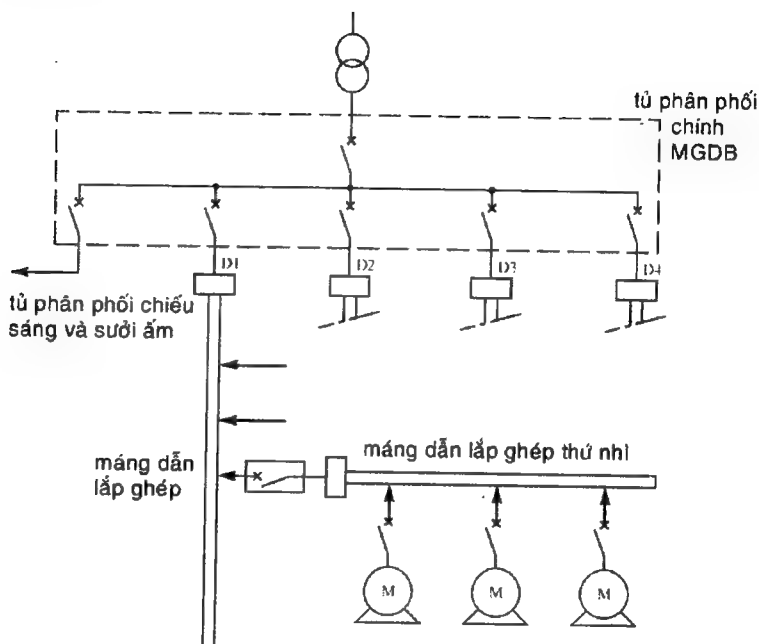 tủ phân phối
chính
MGDB
D1
D2
D3
D4
tủ phân phối chiếu
sáng và sưởi ấm
máng dẫn
lắp ghép
máng dẫn lắp ghép thứ nhì
M
M
M